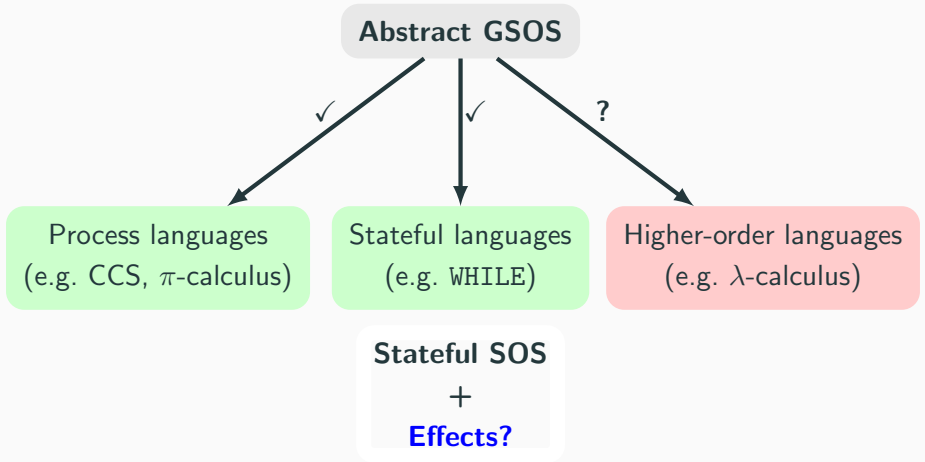 Abstract GSOS
✓ ✓ ?
Process languages
(e.g. CCS, π-calculus)
Stateful languages
(e.g. WHILE)
Higher-order languages
(e.g. λ-calculus)
Stateful SOS
+
Effects?